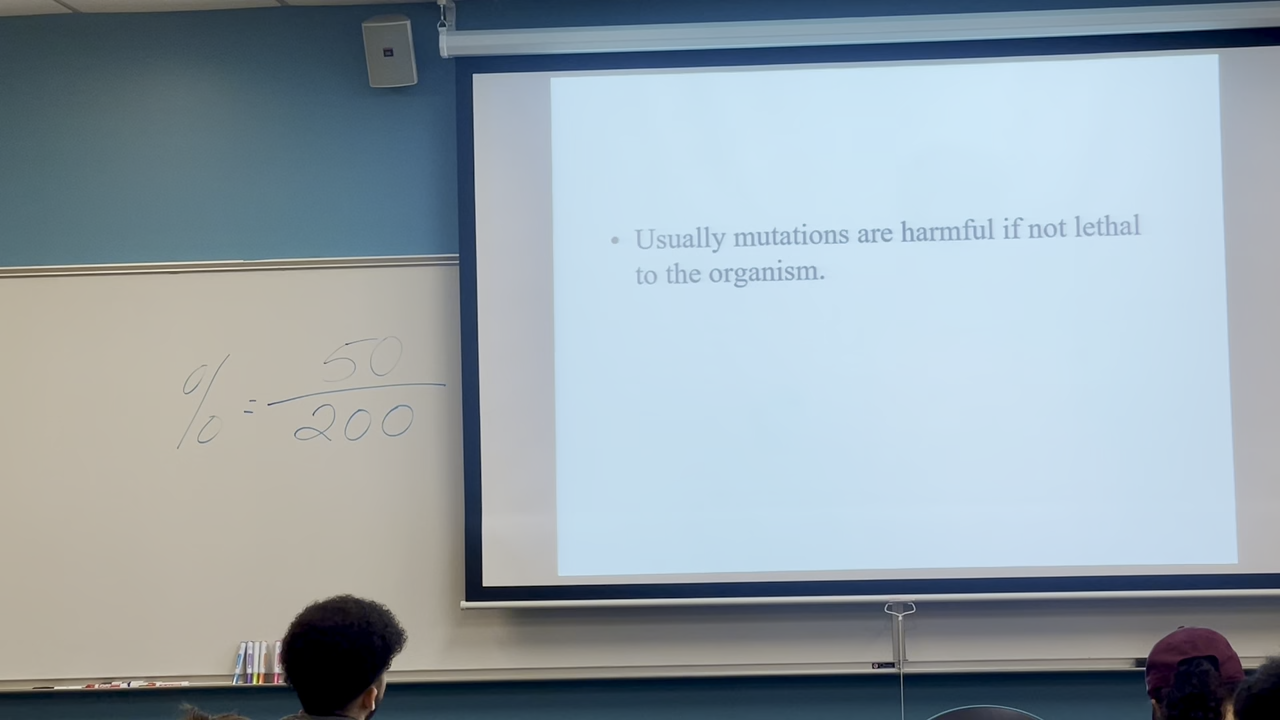 • Usually mutations are harmful if not lethal
to the organism.
% = 50
200